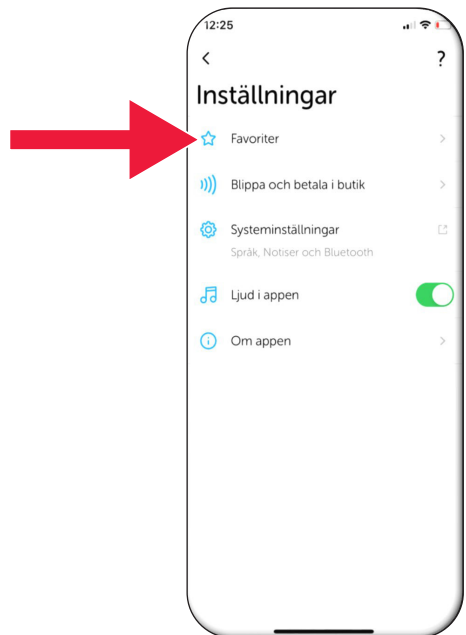 12:25
?
Inställningar
Favoriter
Blippa och betala i butik
Systeminställningar
Språk, Notiser och Bluetooth
Ljud i appen
Om appen